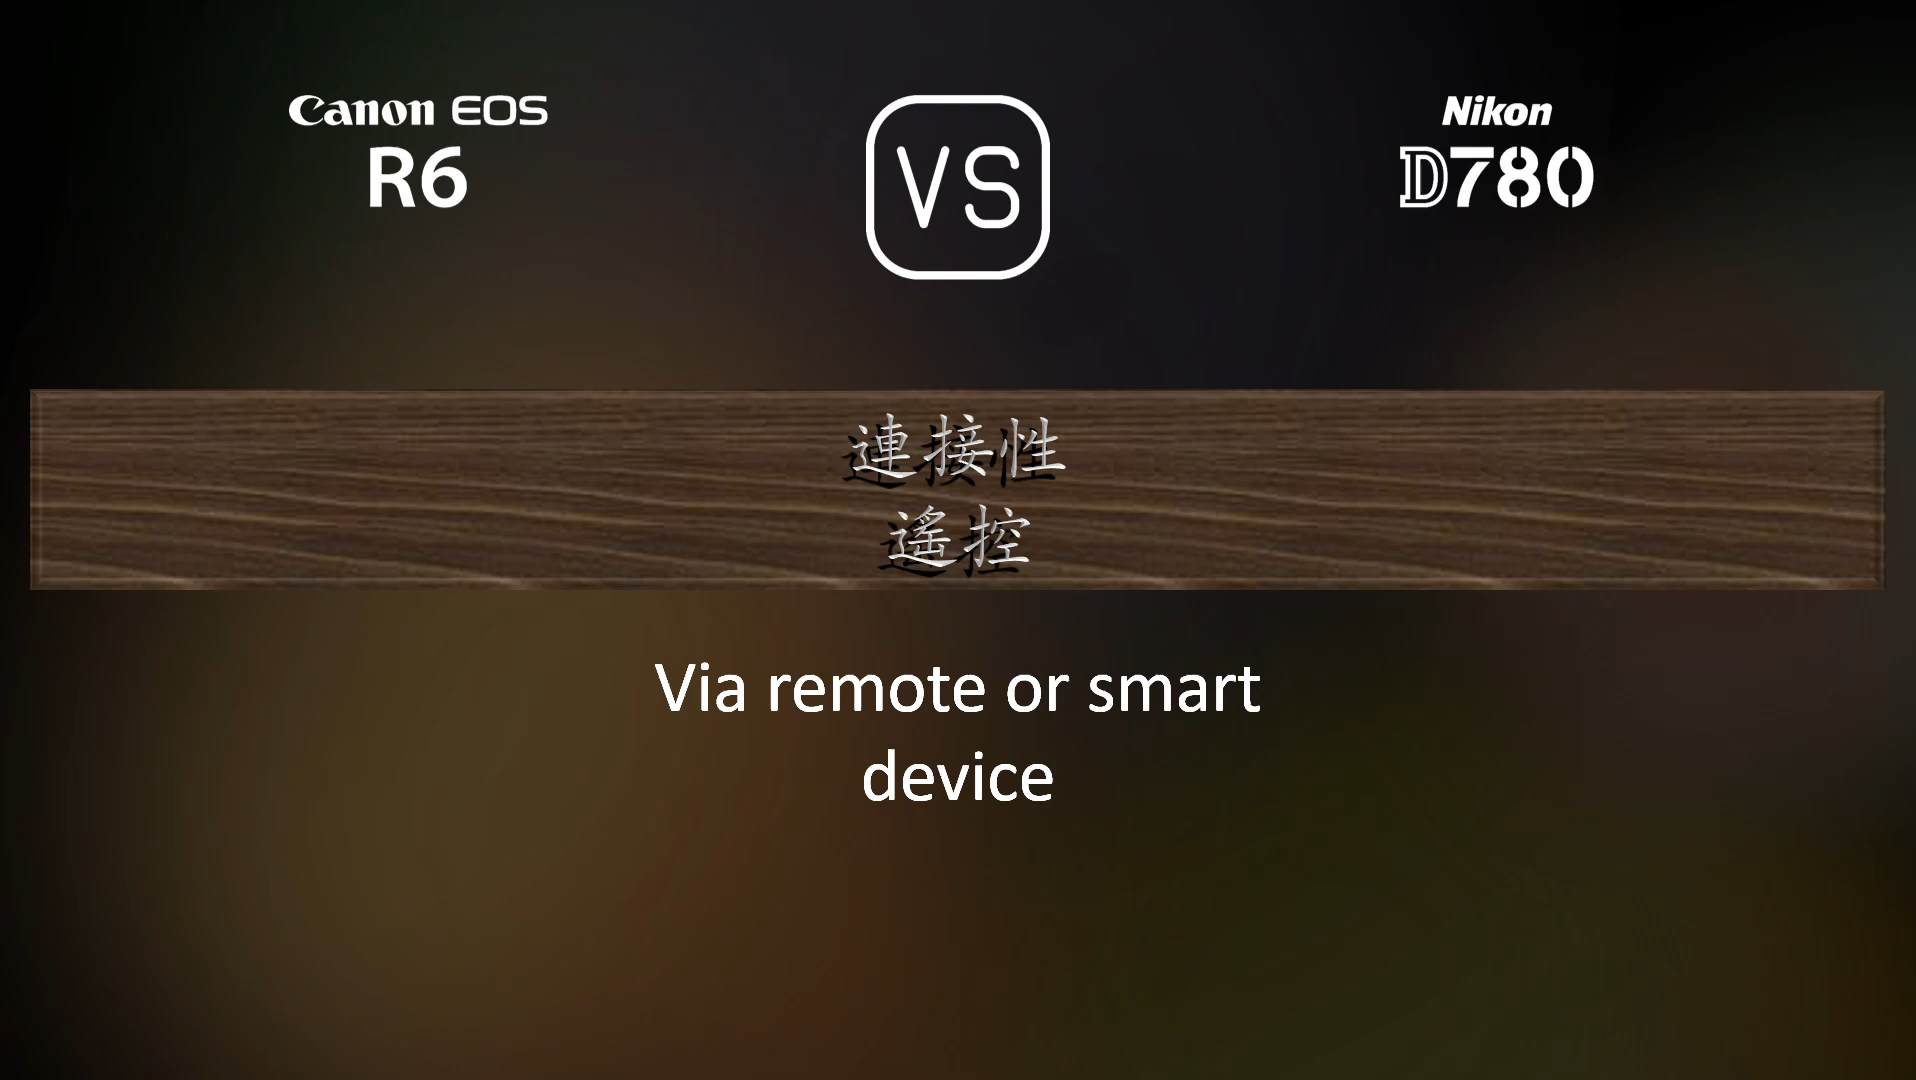 Canon EOS
R6
VS
Nikon
D780
連接性
遙控
Via remote or smart
device